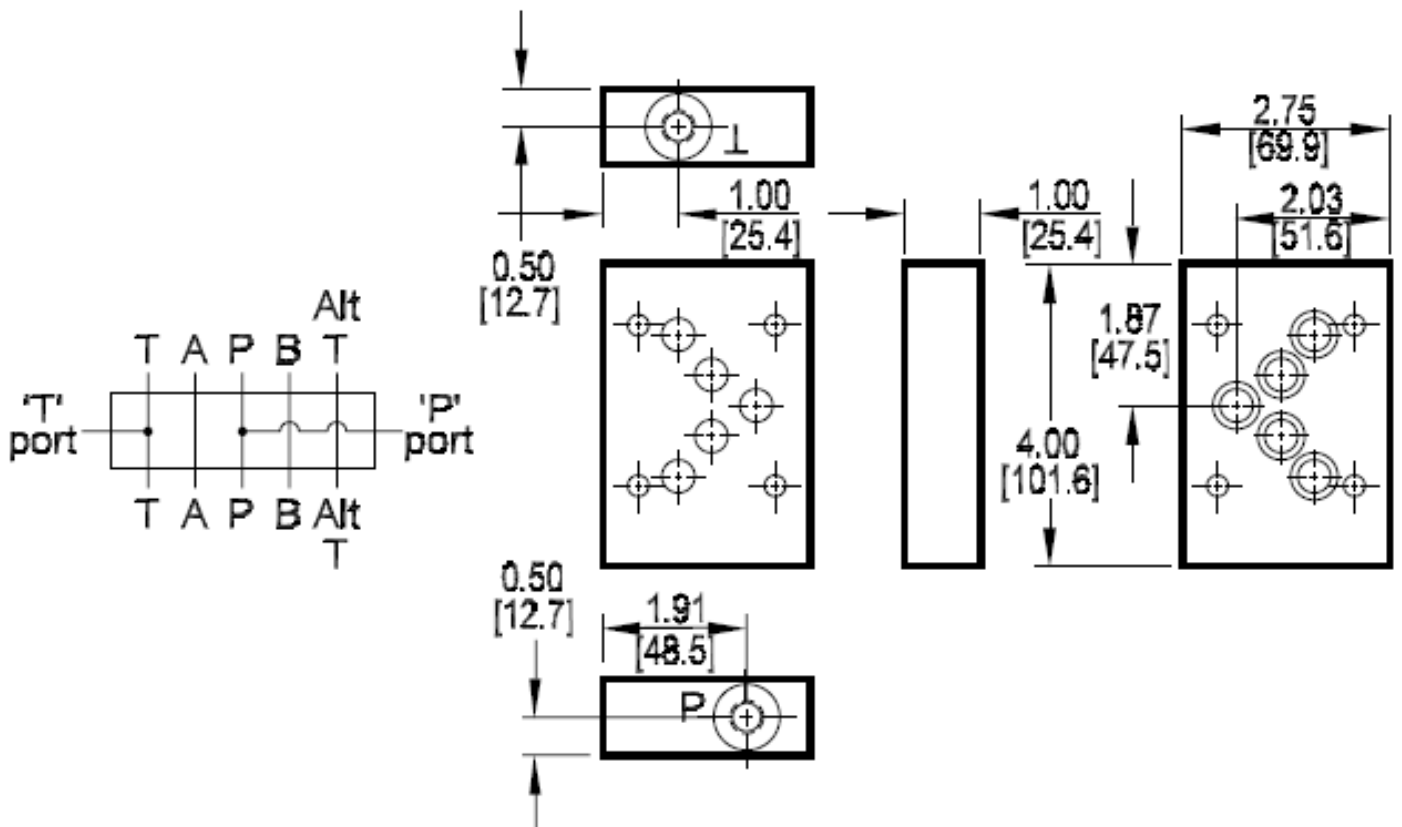 T
1.00
[25.4]
0.50
[12.7]
1.00
[25.4]
2.75
[69.9]
2.03
[51.6]
1.87
[47.5]
4.00
[101.6]
Alt
T A P B T
'T'
port
'P'
port
T A P B Alt
T
0.50
[12.7]
1.91
[48.5]
P